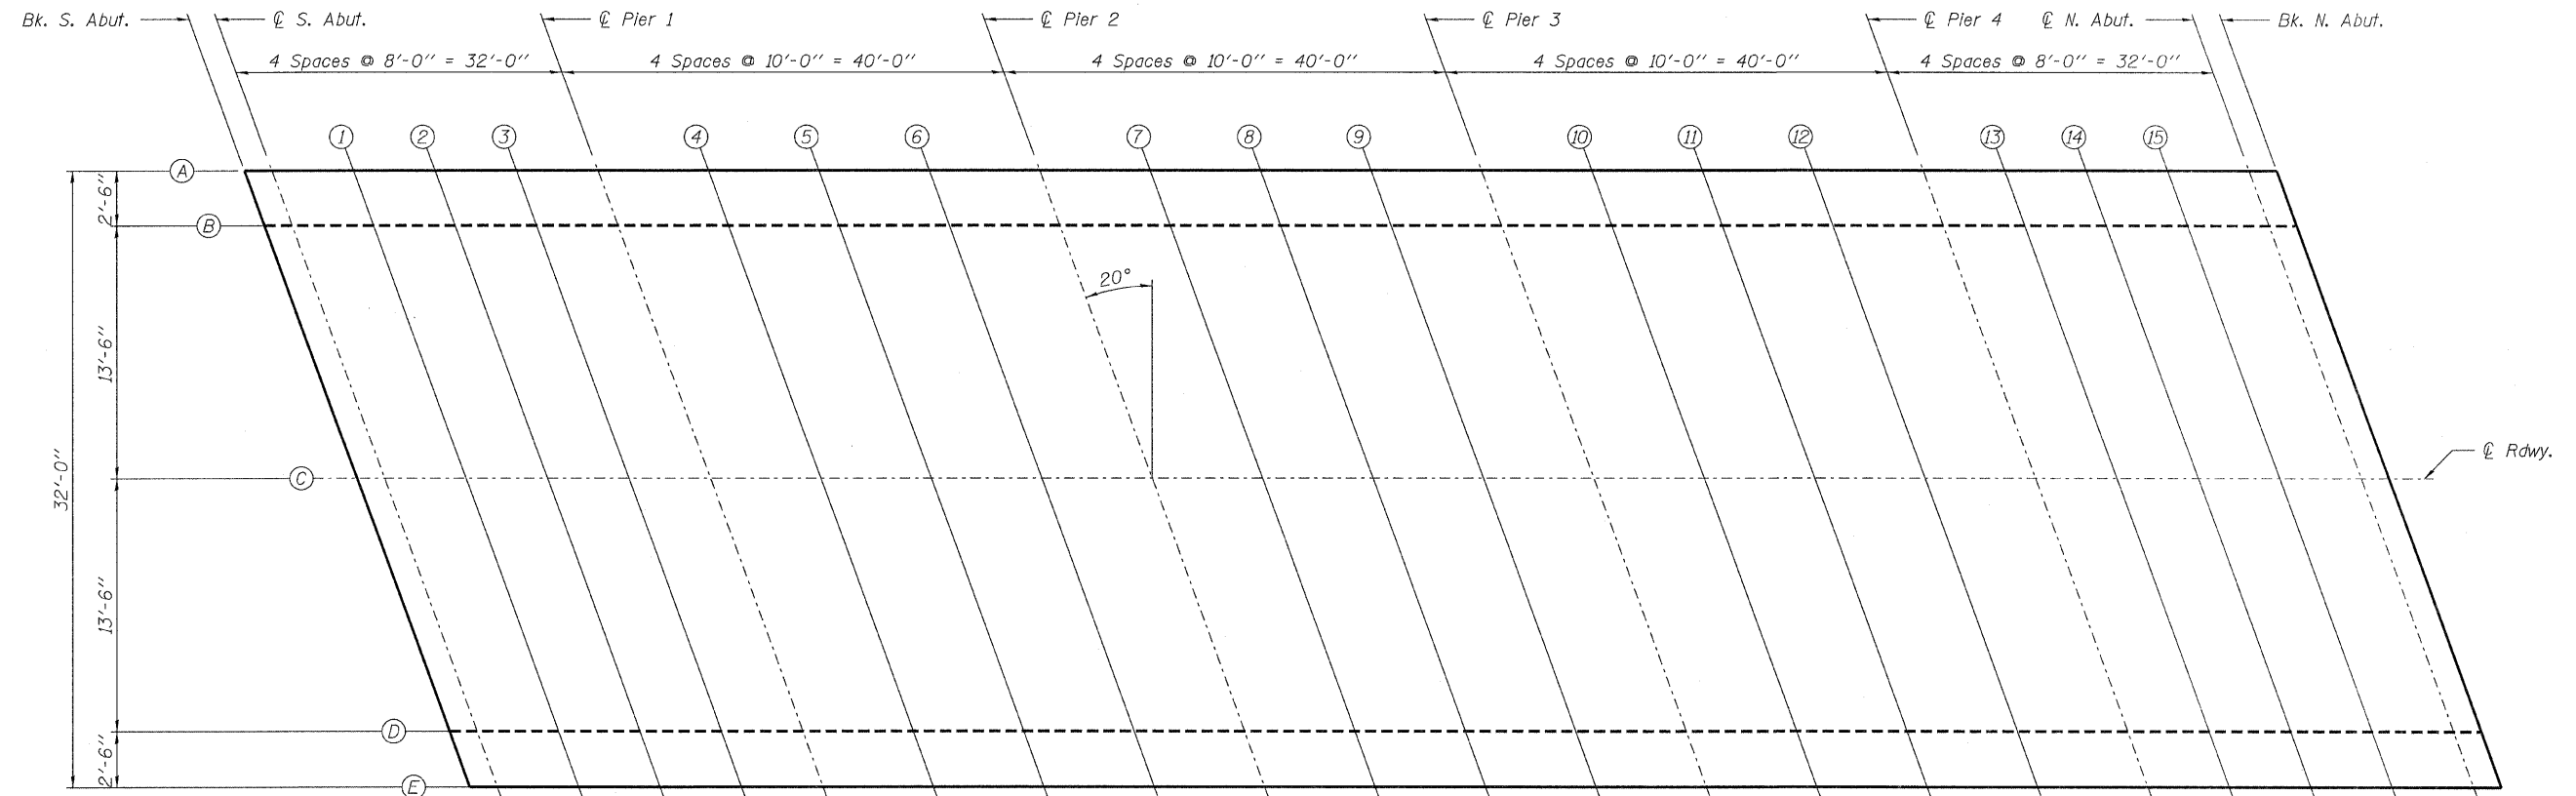 Bk. S. Abut.
℄ S. Abut.
℄ Pier 1
℄ Pier 2
℄ Pier 3
℄ Pier 4
℄ N. Abut.
Bk. N. Abut.
4 Spaces @ 8'-0" = 32'-0"
4 Spaces @ 10'-0" = 40'-0"
4 Spaces @ 10'-0" = 40'-0"
4 Spaces @ 10'-0" = 40'-0"
4 Spaces @ 8'-0" = 32'-0"
1
2
3
4
5
6
7
8
9
10
11
12
13
14
15
A
2'-6"
B
20°
13'-6"
32'-0"
C
℄ Rdwy.
13'-6"
D
2'-6"
E